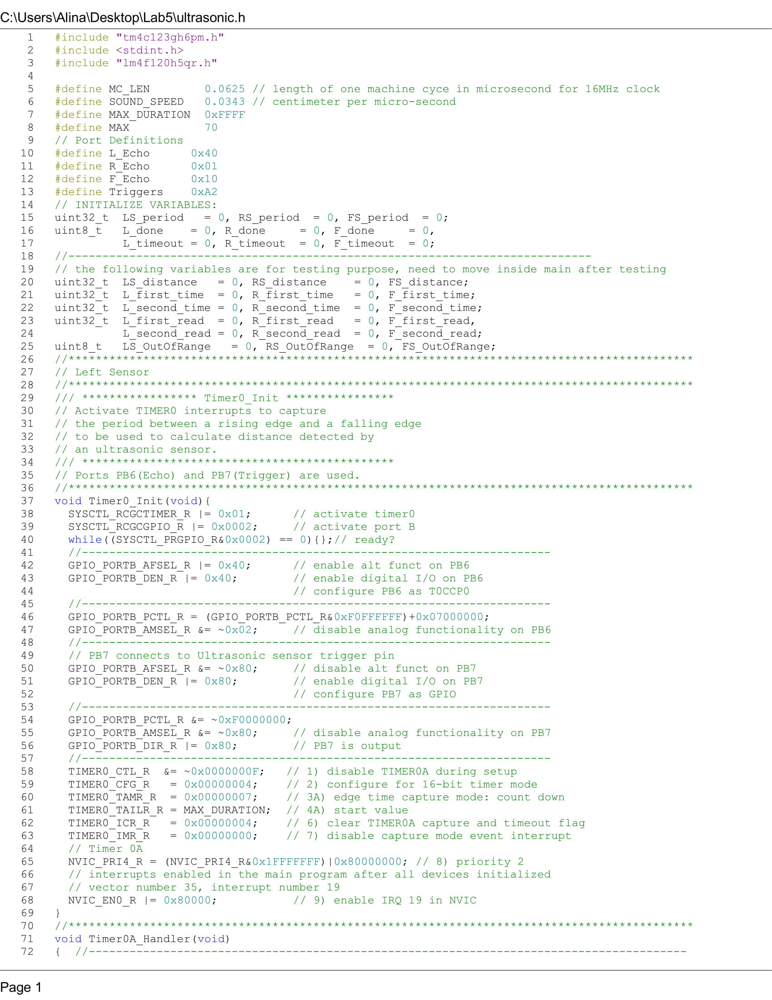 C:\Users\Alina\Desktop\Lab5\ultrasonic.h
1 #include "tm4c123gh6pm.h"
2 #include <stdint.h>
3 #include "lm4f120h5qr.h"
4
5 #define MC_LEN 0.0625 // length of one machine cyce in microsecond for 16MHz clock
6 #define SOUND_SPEED 0.0343 // centimeter per micro-second
7 #define MAX_DURATION 0xFFFF
8 #define MAX 70
9 // Port Definitions
10 #define L_Echo 0x40
11 #define R_Echo 0x01
12 #define F_Echo 0x10
13 #define Triggers 0xA2
14 // INITIALIZE VARIABLES:
15 uint32_t LS_period = 0, RS_period = 0, FS_period = 0;
16 uint8_t L_done = 0, R_done = 0, F_done = 0,
17 L_timeout = 0, R_timeout = 0, F_timeout = 0;
18 //-----------------------------------------------------------------------------
19 // the following variables are for testing purpose, need to move inside main after testing
20 uint32_t LS_distance = 0, RS_distance = 0, FS_distance;
21 uint32_t L_first_time = 0, R_first_time = 0, F_first_time;
22 uint32_t L_second_time = 0, R_second_time = 0, F_second_time;
23 uint32_t L_first_read = 0, R_first_read = 0, F_first_read,
24 L_second_read = 0, R_second_read = 0, F_second_read;
25 uint8_t LS_OutOfRange = 0, RS_OutOfRange = 0, FS_OutOfRange;
26 //********************************************************************************************
27 // Left Sensor
28 //********************************************************************************************
29 /// ***************** Timer0_Init ****************
30 // Activate TIMER0 interrupts to capture
31 // the period between a rising edge and a falling edge
32 // to be used to calculate distance detected by
33 // an ultrasonic sensor.
34 /// **********************************************
35 // Ports PB6(Echo) and PB7(Trigger) are used.
36 //********************************************************************************************
37 void Timer0_Init(void){
38 SYSCTL_RCGCTIMER_R |= 0x01; // activate timer0
39 SYSCTL_RCGCGPIO_R |= 0x0002; // activate port B
40 while((SYSCTL_PRGPIO_R&0x0002) == 0){};// ready?
41 //---------------------------------------------------------------------
42 GPIO_PORTB_AFSEL_R |= 0x40; // enable alt funct on PB6
43 GPIO_PORTB_DEN_R |= 0x40; // enable digital I/O on PB6
44 // configure PB6 as T0CCP0
45 //---------------------------------------------------------------------
46 GPIO_PORTB_PCTL_R = (GPIO_PORTB_PCTL_R&0xF0FFFFFF)+0x07000000;
47 GPIO_PORTB_AMSEL_R &= ~0x02; // disable analog functionality on PB6
48 //---------------------------------------------------------------------
49 // PB7 connects to Ultrasonic sensor trigger pin
50 GPIO_PORTB_AFSEL_R &= ~0x80; // disable alt funct on PB7
51 GPIO_PORTB_DEN_R |= 0x80; // enable digital I/O on PB7
52 // configure PB7 as GPIO
53 //---------------------------------------------------------------------
54 GPIO_PORTB_PCTL_R &= ~0xF0000000;
55 GPIO_PORTB_AMSEL_R &= ~0x80; // disable analog functionality on PB7
56 GPIO_PORTB_DIR_R |= 0x80; // PB7 is output
57 //---------------------------------------------------------------------
58 TIMER0_CTL_R &= ~0x0000000F; // 1) disable TIMER0A during setup
59 TIMER0_CFG_R = 0x00000004; // 2) configure for 16-bit timer mode
60 TIMER0_TAMR_R = 0x00000007; // 3A) edge time capture mode: count down
61 TIMER0_TAILR_R = MAX_DURATION; // 4A) start value
62 TIMER0_ICR_R = 0x00000004; // 6) clear TIMER0A capture and timeout flag
63 TIMER0_IMR_R = 0x00000000; // 7) disable capture mode event interrupt
64 // Timer 0A
65 NVIC_PRI4_R = (NVIC_PRI4_R&0x1FFFFFFF)|0x80000000; // 8) priority 2
66 // interrupts enabled in the main program after all devices initialized
67 // vector number 35, interrupt number 19
68 NVIC_EN0_R |= 0x80000; // 9) enable IRQ 19 in NVIC
69 }
70 //********************************************************************************************
71 void Timer0A_Handler(void)
72 { //----------------------------------------------------------------------------------------
Page 1